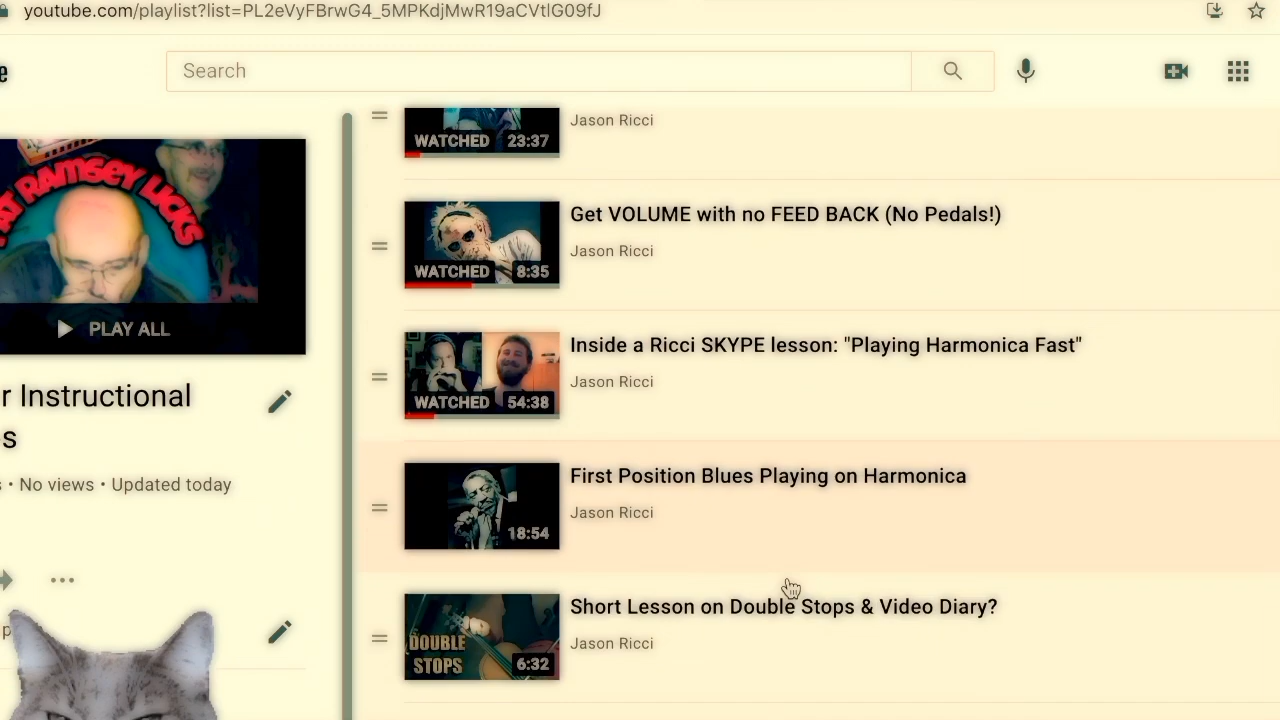 youtube.com/playlist?list=PL2eVyFBrwG4_5MPKdjMwR19aCVtlG09fJ
e
Search
Jason Ricci
WATCHED 23:37
AT RAMSEY LICKS
PLAY ALL
r Instructional
s
s • No views • Updated today
p
Get VOLUME with no FEED BACK (No Pedals!)
Jason Ricci
WATCHED 8:35
Inside a Ricci SKYPE lesson: "Playing Harmonica Fast"
Jason Ricci
WATCHED 54:38
First Position Blues Playing on Harmonica
Jason Ricci
18:54
Short Lesson on Double Stops & Video Diary?
Jason Ricci
DOUBLE
STOPS 6:32